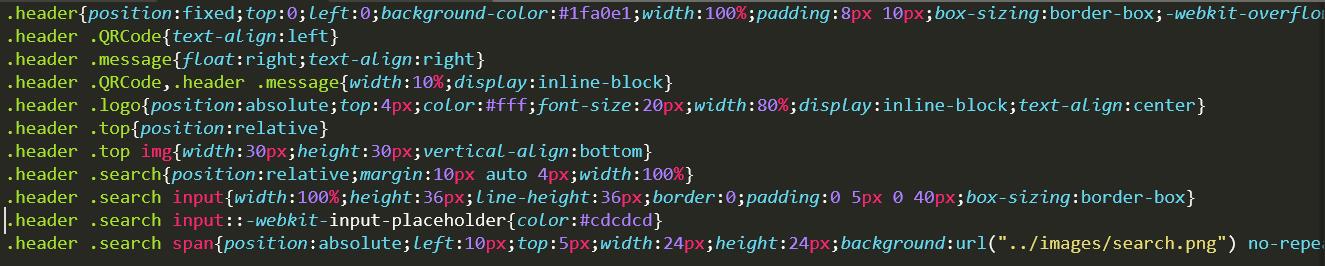 .header{position:fixed;top:0;left:0;background-color:#1fa0e1;width:100%;padding:8px 10px;box-sizing:border-box;-webkit-overflo
.header .QRCode{text-align:left}
.header .message{float:right;text-align:right}
.header .QRCode,.header .message{width:10%;display:inline-block}
.header .logo{position:absolute;top:4px;color:#fff;font-size:20px;width:80%;display:inline-block;text-align:center}
.header .top{position:relative}
.header .top img{width:30px;height:30px;vertical-align:bottom}
.header .search{position:relative;margin:10px auto 4px;width:100%}
.header .search input{width:100%;height:36px;line-height:36px;border:0;padding:0 5px 0 40px;box-sizing:border-box}
.header .search input::-webkit-input-placeholder{color:#cdcdcd}
.header .search span{position:absolute;left:10px;top:5px;width:24px;height:24px;background:url("../images/search.png") no-repea